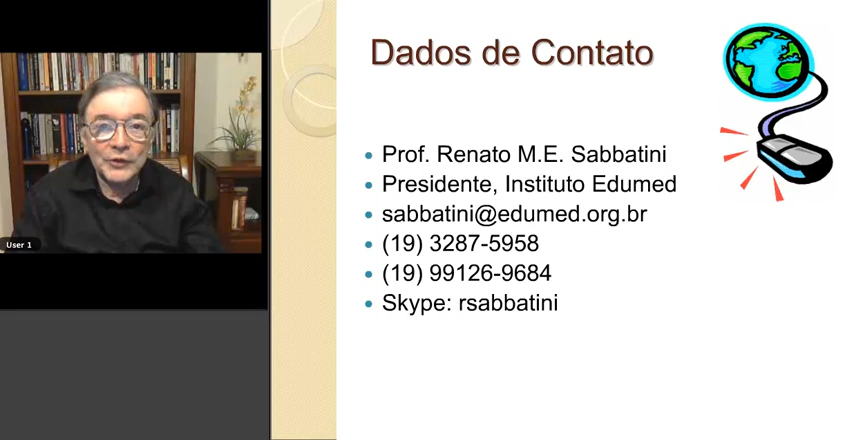 Dados de Contato
Prof. Renato M.E. Sabbatini
Presidente, Instituto Edumed
sabbatini@edumed.org.br
(19) 3287-5958
(19) 99126-9684
Skype: rsabbatini
User 1